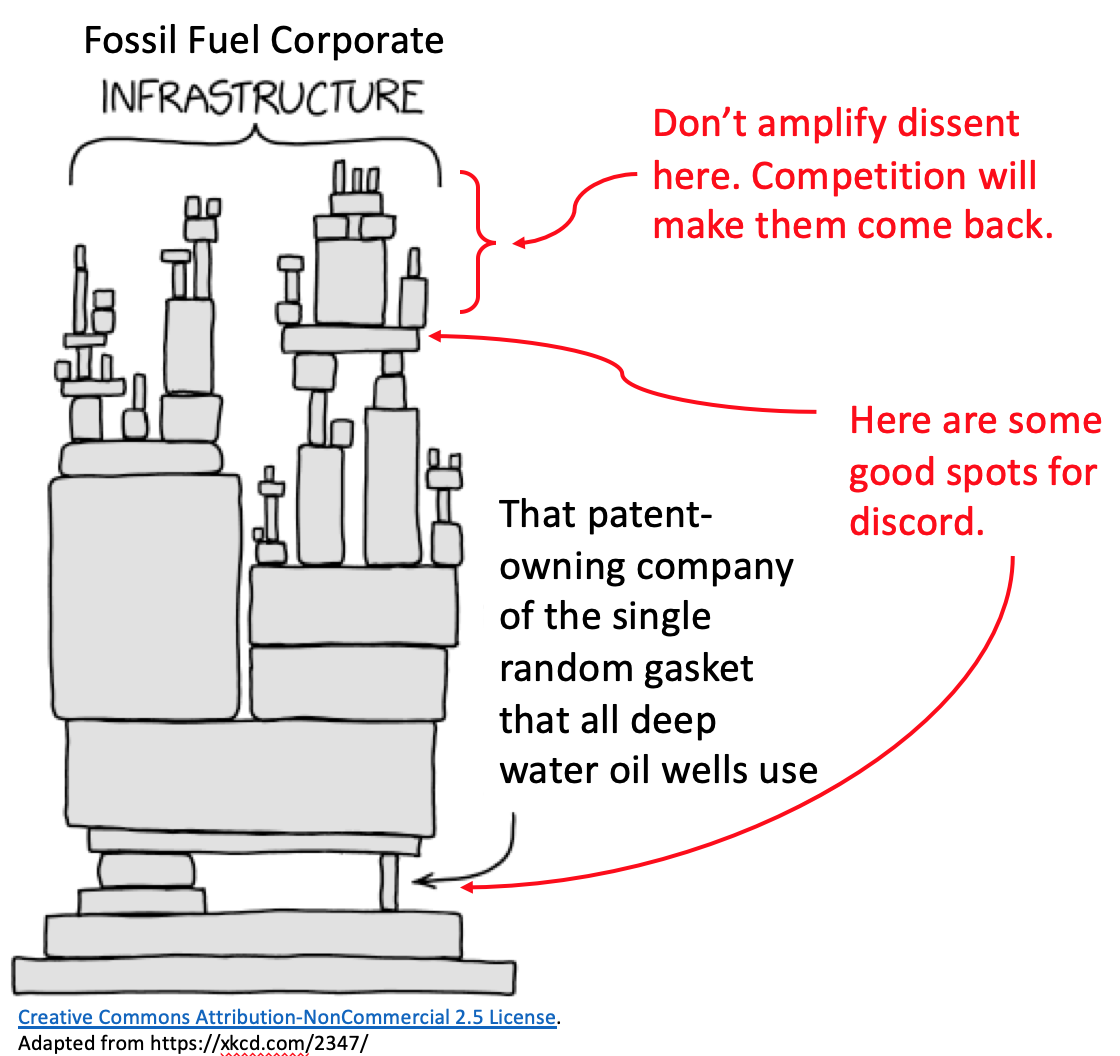 Fossil Fuel Corporate
INFRASTRUCTURE
Don’t amplify dissent
here. Competition will
make them come back.
Here are some
good spots for
discord.
That patent-
owning company
of the single
random gasket
that all deep
water oil wells use
Creative Commons Attribution-NonCommercial 2.5 License.
Adapted from https://xkcd.com/2347/